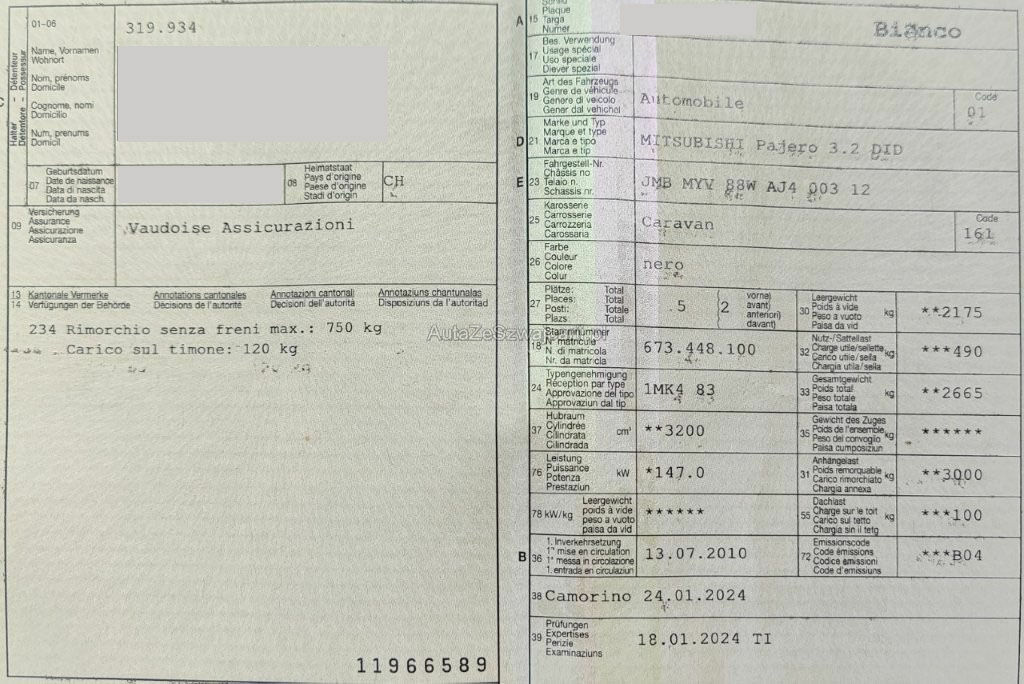 01-06
319.934
Halter - Détenteur
Détentore - Possessur
Name, Vornamen
Wohnort
Nom, prénoms
Domicile
Cognome, nomi
Domicilio
Num, prenums
Domicil
07
Geburtsdatum
Date de naissance
Data di nascita
Data da nasch.
08
Heimatstaat
Pays d'origine
Paese d'origine
Stadi d'origin
CH
09
Versicherung
Assurance
Assicurazione
Assicuranza
Vaudoise Assicurazioni
13 Kantonale Vermerke Annotations cantonales Annotazioni cantonali Annotaziuns chantunalas
14 Verfügungen der Behörde Décisions de l'autorité Decisioni dell'autorità Disposiziuns da l'autoritad
234 Rimorchio senza freni max.: 750 kg
Carico sul timone: 120 kg
11966589
A 15
Plaque
Targa
Numer
Bianco
17
Bes. Verwendung
Usage spécial
Uso speciale
Diever spezial
19
Art des Fahrzeugs
Genre de véhicule
Genere di veicolo
Gener dal vehichel
Automobile
Code
01
D 21
Marke und Typ
Marque et type
Marca e tipo
Marca e tip
MITSUBISHI Pajero 3.2 DID
E 23
Fahrgestell-Nr.
Châssis no
Telaio n.
Schassis nr.
JMB MYV 88W AJ4 003 12
25
Karosserie
Carrosserie
Carrozzeria
Carossaria
Caravan
Code
161
26
Farbe
Couleur
Colore
Colur
nero
27
Plätze: Total
Places: Total
Posti: Totale
Plazs: Total
5
2
vorne)
avant)
anteriori)
davant)
30
Leergewicht
Poids à vide
Peso a vuoto
Paisa da vid
kg
**2175
18
Stammnummer
N° matricule
N. di matricola
Nr. da matricla
673.448.100
32
Nutz-/Sattellast
Charge utile/sellette
Carico utile/sella
Chargia utila/sella
kg
***490
24
Typengenehmigung
Réception par type
Approvazione del tipo
Approvaziun dal tip
1MK4 83
33
Gesamtgewicht
Poids total
Peso totale
Paisa totala
kg
**2665
37
Hubraum
Cylindrée
Cilindrata
Cilindrada
cm³
**3200
35
Gewicht des Zuges
Poids de l'ensemble
Peso del convoglio
Paisa cumposiziun
kg
******
76
Leistung
Puissance
Potenza
Prestaziun
kW
*147.0
31
Anhängelast
Poids remorquable
Carico rimorchiato
Chargia annexa
kg
**3000
78 kW/kg
Leergewicht
poids à vide
peso a vuoto
paisa da vid
******
55
Dachlast
Charge sur le toit
Carico sul tetto
Chargia sin il tetg
kg
***100
B 36
1. Inverkehrsetzung
1re mise en circulation
1a messa in circolazione
1. entrada en circulaziun
13.07.2010
72
Emissionscode
Code émissions
Codice emissioni
Code d'emissiuns
***B04
38 Camorino 24.01.2024
39
Prüfungen
Expertises
Perizie
Examinaziuns
18.01.2024 TI